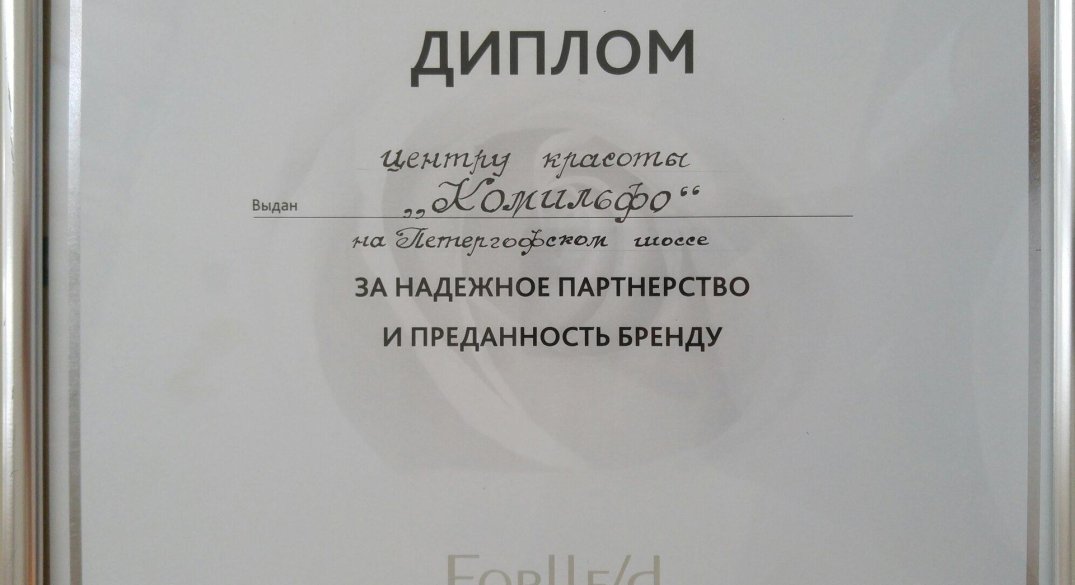 ДИПЛОМ
центру красоты
Выдан „Комильфо“
на Петергофском шоссе
ЗА НАДЕЖНОЕ ПАРТНЕРСТВО
И ПРЕДАННОСТЬ БРЕНДУ